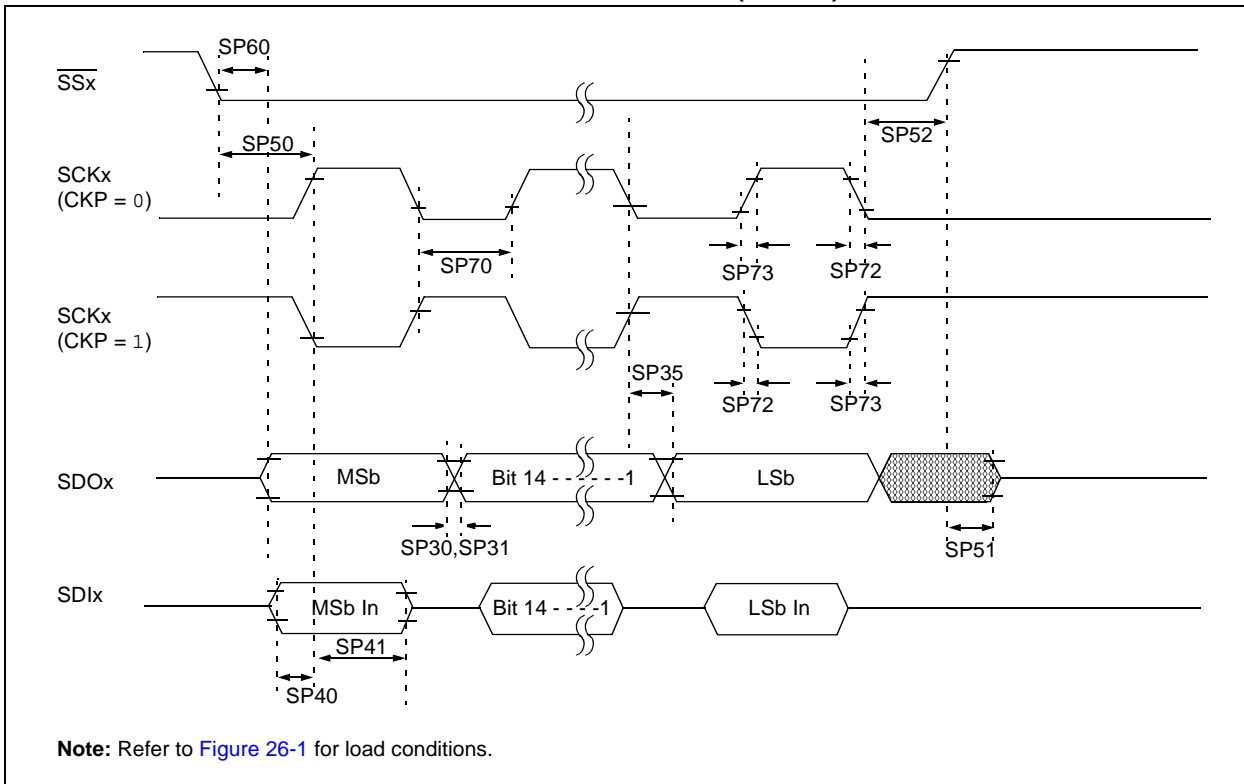 SP60
SSx
SP50
SP52
SCKx
(CKP = 0)
SP70
SP73
SP72
SCKx
(CKP = 1)
SP35
SP72
SP73
SDOx
MSb
Bit 14 - - - - - -1
LSb
SP30,SP31
SP51
SDIx
MSb In
Bit 14 - - - -1
LSb In
SP41
SP40
Note: Refer to Figure 26-1 for load conditions.